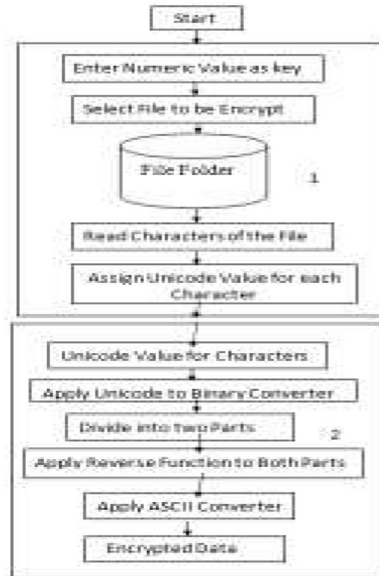 Start
Enter Numeric Value as key
Select File to be Encrypt
File Folder
1
Read Characters of the File
Assign Unicode Value for each
Character
Unicode Value for Characters
Apply Unicode to Binary Converter
Divide into two Parts
2
Apply Reverse Function to Both Parts
Apply ASCII Converter
Encrypted Data